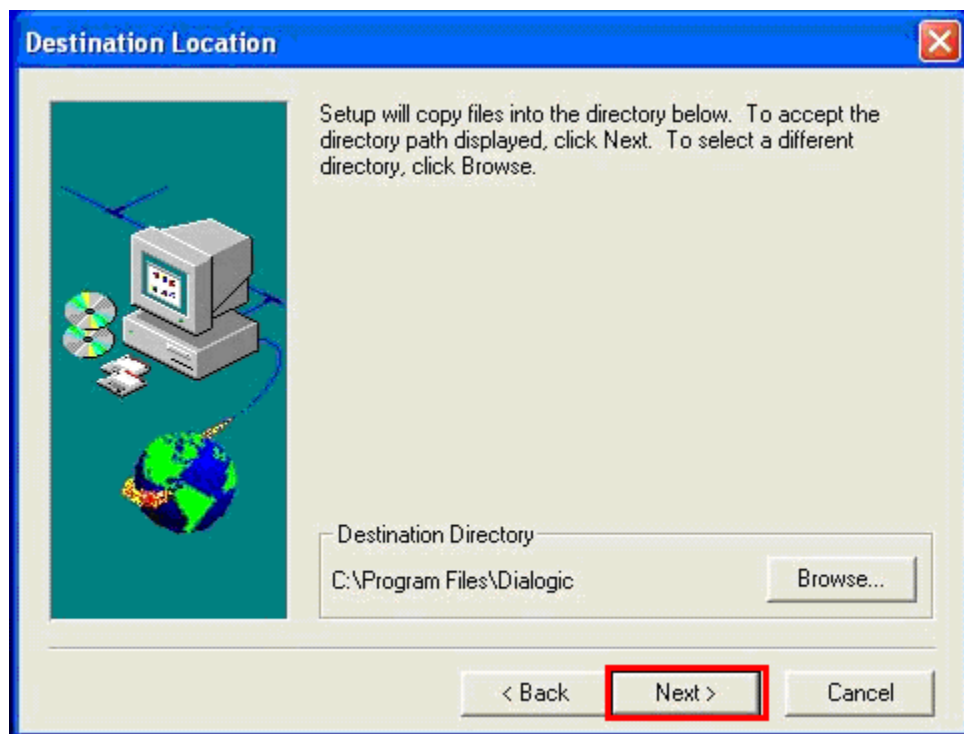 Destination Location
Setup will copy files into the directory below.  To accept the
directory path displayed, click Next.  To select a different
directory, click Browse.
Destination Directory
C:\Program Files\Dialogic
Browse...
< Back
Next >
Cancel